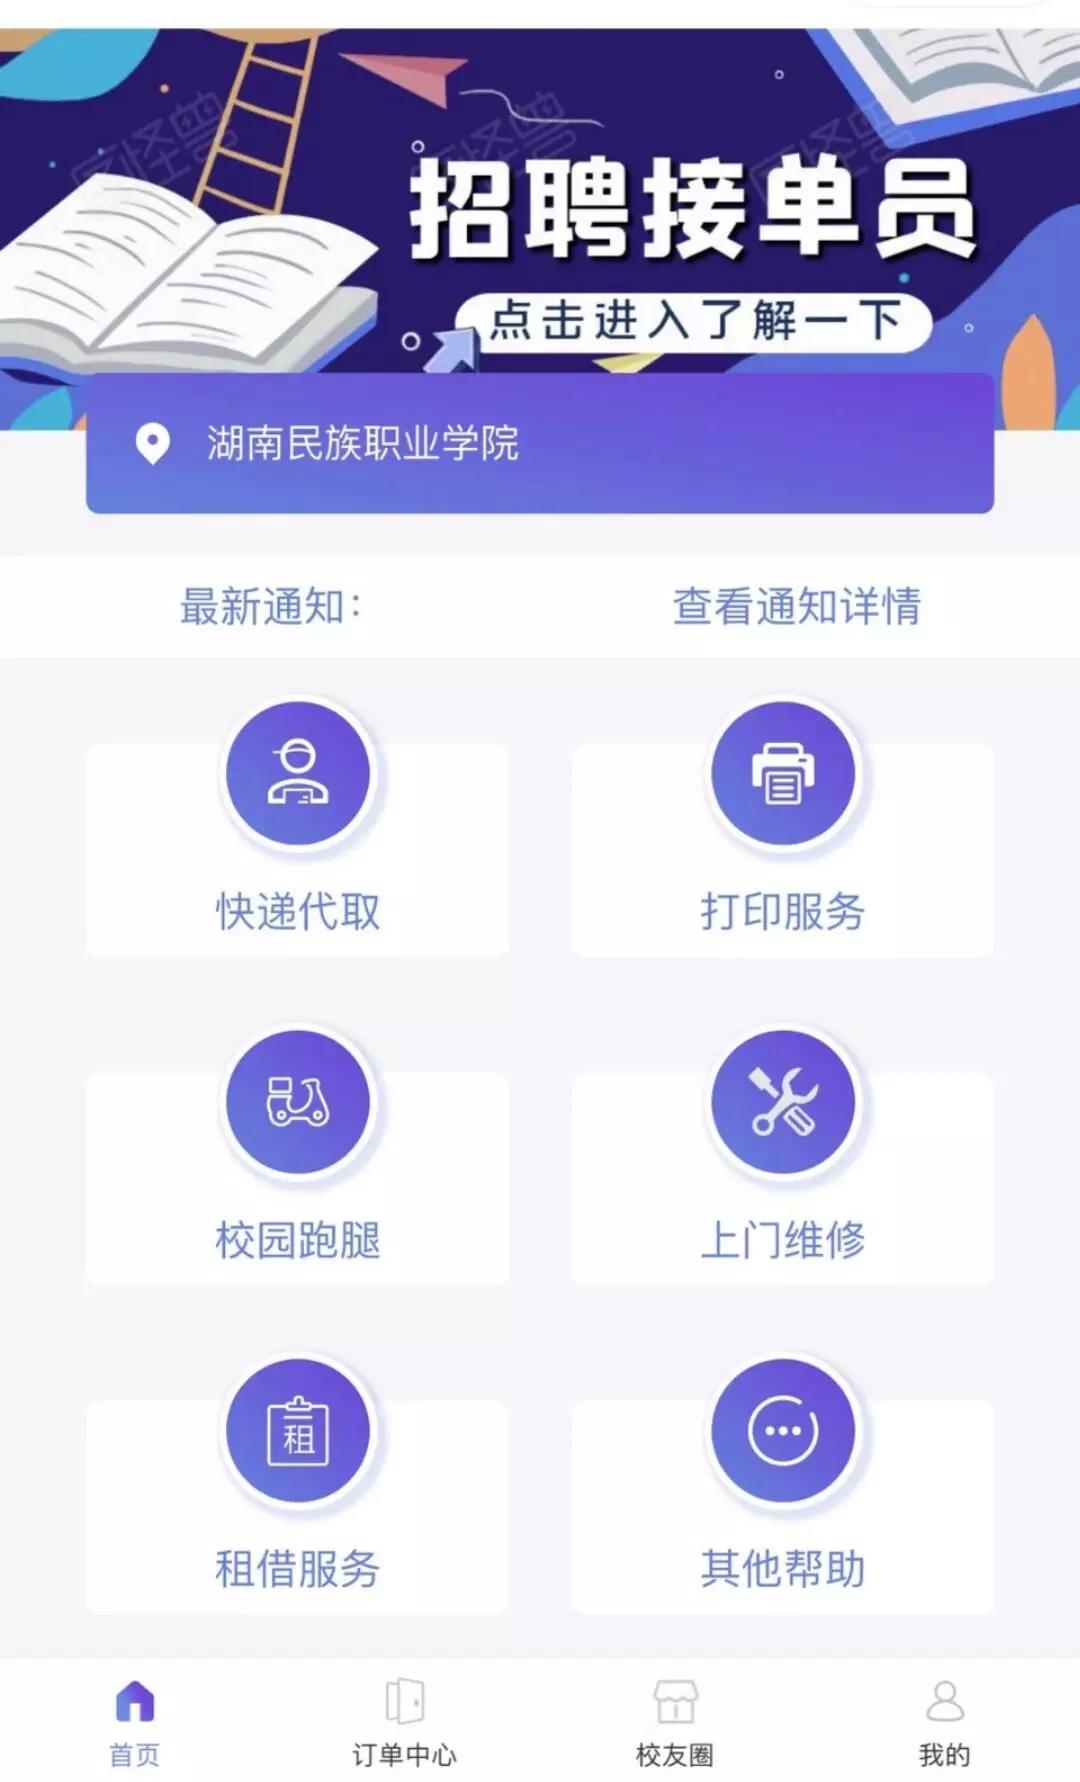 招聘接单员
点击进入了解一下
湖南民族职业学院
最新通知：
查看通知详情
快递代取
打印服务
校园跑腿
上门维修
租
租借服务
其他帮助
首页
订单中心
校友圈
我的